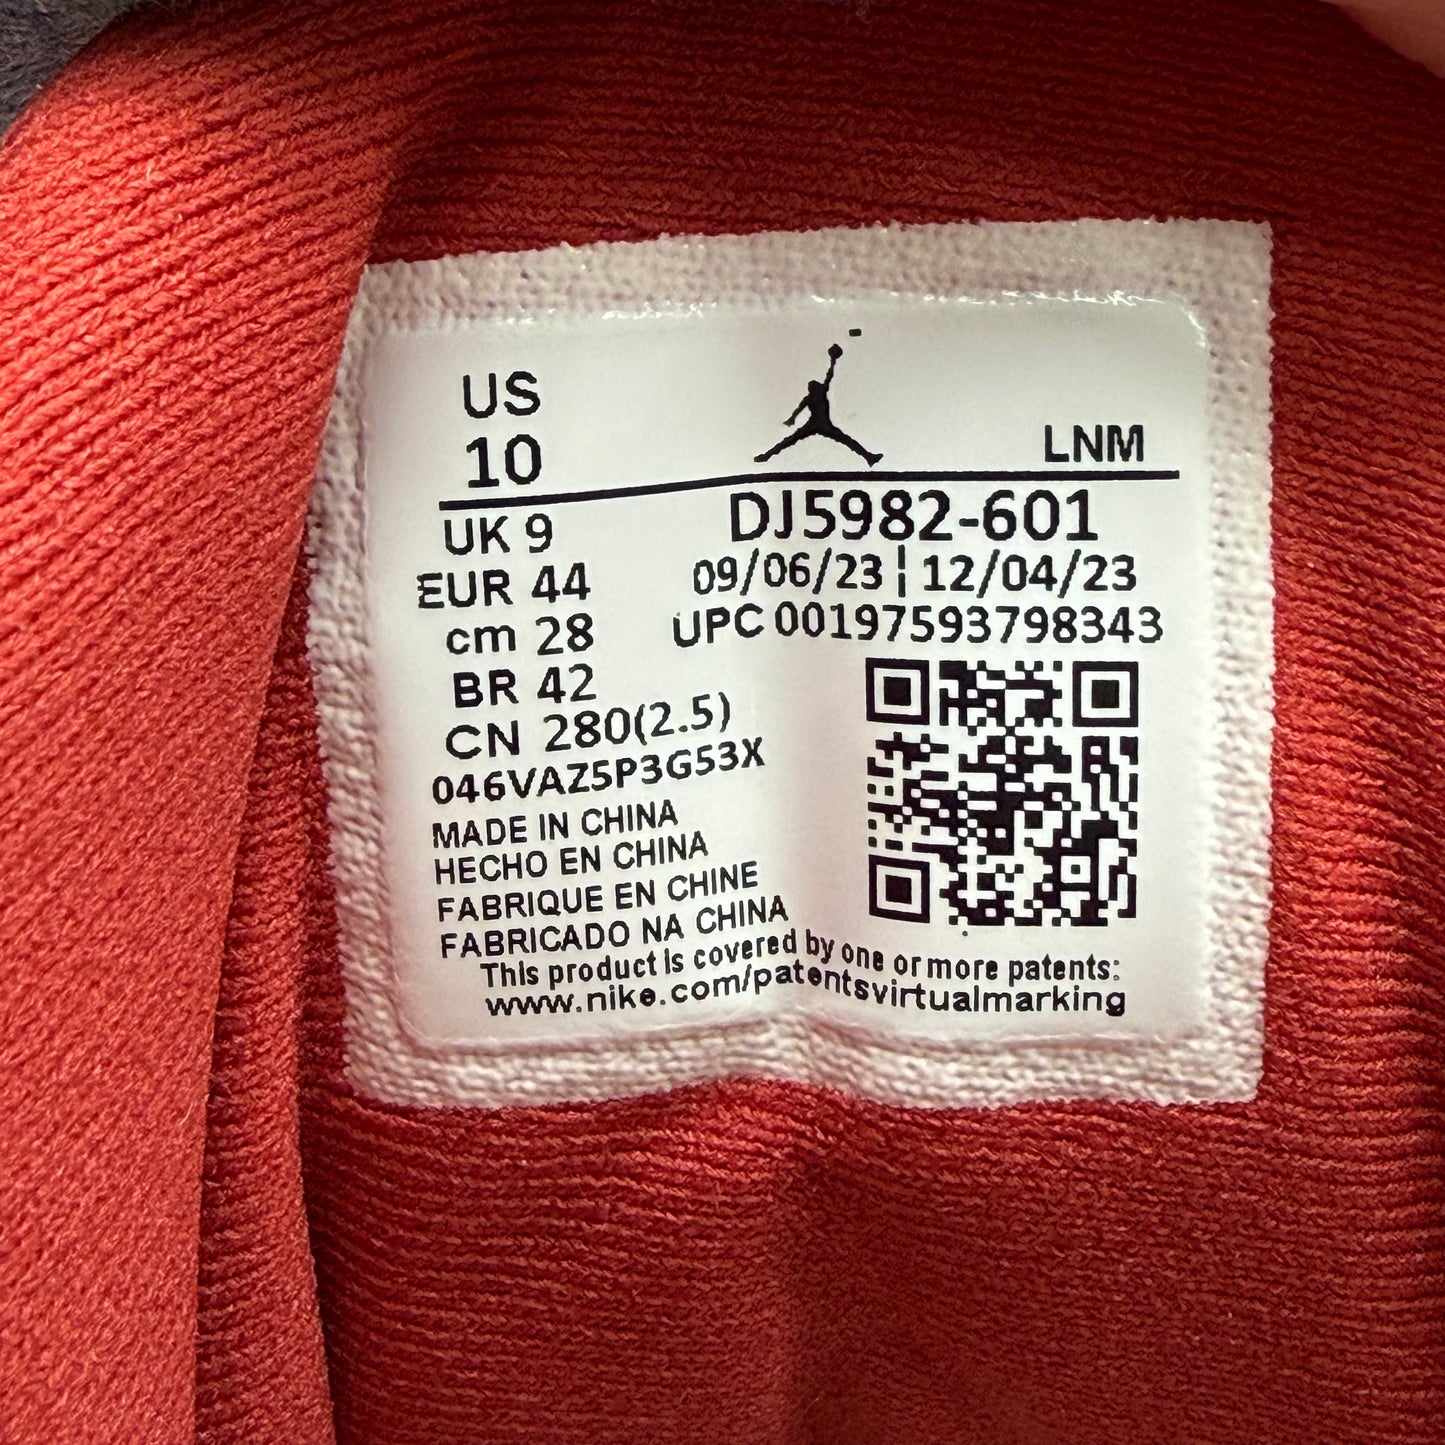 US
10
LNM
UK 9
DJ5982-601
EUR 44
09/06/23 ¦ 12/04/23
cm 28
UPC 00197593798343
BR 42
CN 280(2.5)
046VAZ5P3G53X
MADE IN CHINA
HECHO EN CHINA
FABRIQUE EN CHINE
FABRICADO NA CHINA
This product is covered by one or more patents:
www.nike.com/patentsvirtualmarking